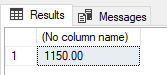 Results Messages
(No column name)
1 1150.00